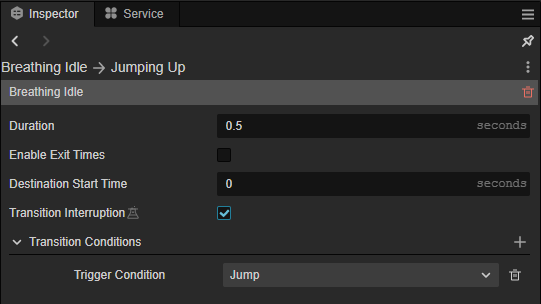 Inspector Service
Breathing Idle → Jumping Up
Breathing Idle
Duration 0.5 seconds
Enable Exit Times
Destination Start Time 0 seconds
Transition Interruption
Transition Conditions
Trigger Condition Jump